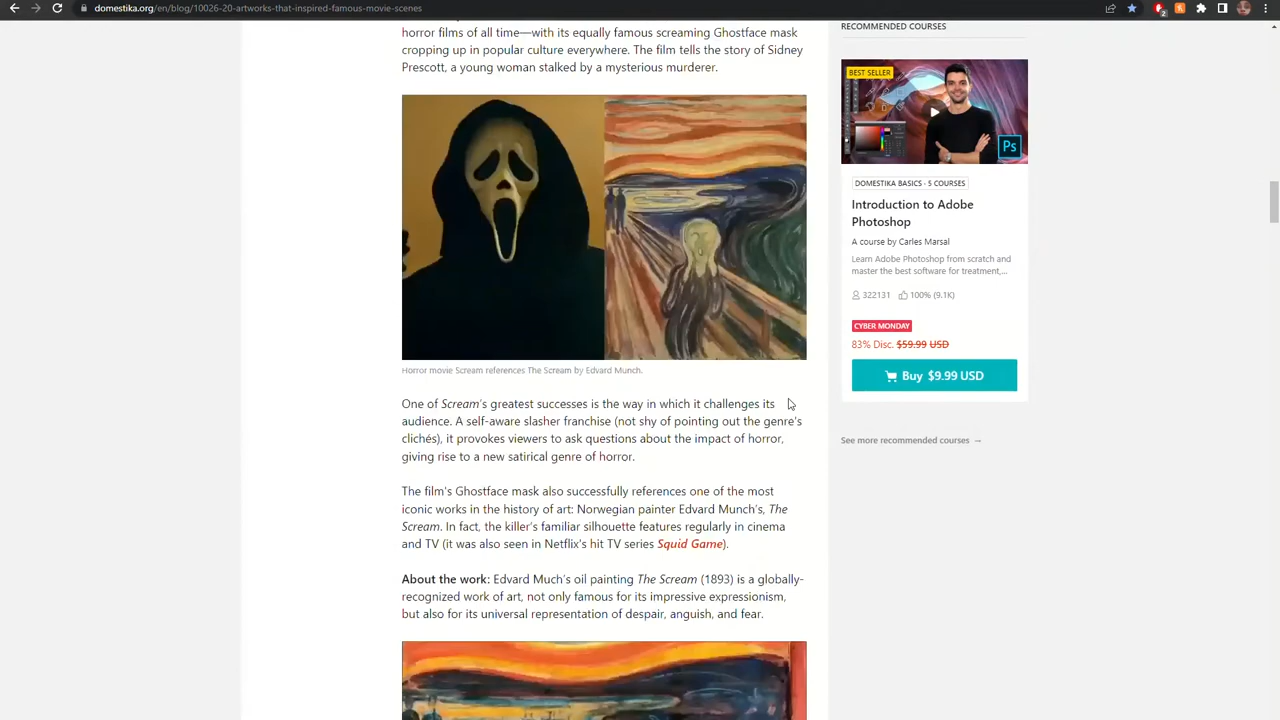 domestika.org/en/blog/10026-20-artworks-that-inspired-famous-movie-scenes
2
horror films of all time—with its equally famous screaming Ghostface mask
cropping up in popular culture everywhere. The film tells the story of Sidney
Prescott, a young woman stalked by a mysterious murderer.
Horror movie Scream references The Scream by Edvard Munch.
One of Scream's greatest successes is the way in which it challenges its
audience. A self-aware slasher franchise (not shy of pointing out the genre's
clichés), it provokes viewers to ask questions about the impact of horror,
giving rise to a new satirical genre of horror.
The film's Ghostface mask also successfully references one of the most
iconic works in the history of art: Norwegian painter Edvard Munch's, The
Scream. In fact, the killer's familiar silhouette features regularly in cinema
and TV (it was also seen in Netflix's hit TV series Squid Game).
About the work: Edvard Much's oil painting The Scream (1893) is a globally-
recognized work of art, not only famous for its impressive expressionism,
but also for its universal representation of despair, anguish, and fear.
RECOMMENDED COURSES
BEST SELLER
Ps
DOMESTIKA BASICS · 5 COURSES
Introduction to Adobe
Photoshop
A course by Carles Marsal
Learn Adobe Photoshop from scratch and
master the best software for treatment,...
322131 100% (9.1K)
CYBER MONDAY
83% Disc. $59.99 USD
Buy $9.99 USD
See more recommended courses →